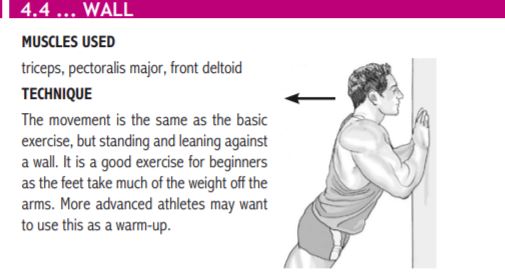 4.4 ... WALL
MUSCLES USED
triceps, pectoralis major, front deltoid
TECHNIQUE
The movement is the same as the basic
exercise, but standing and leaning against
a wall. It is a good exercise for beginners
as the feet take much of the weight off the
arms. More advanced athletes may want
to use this as a warm-up.